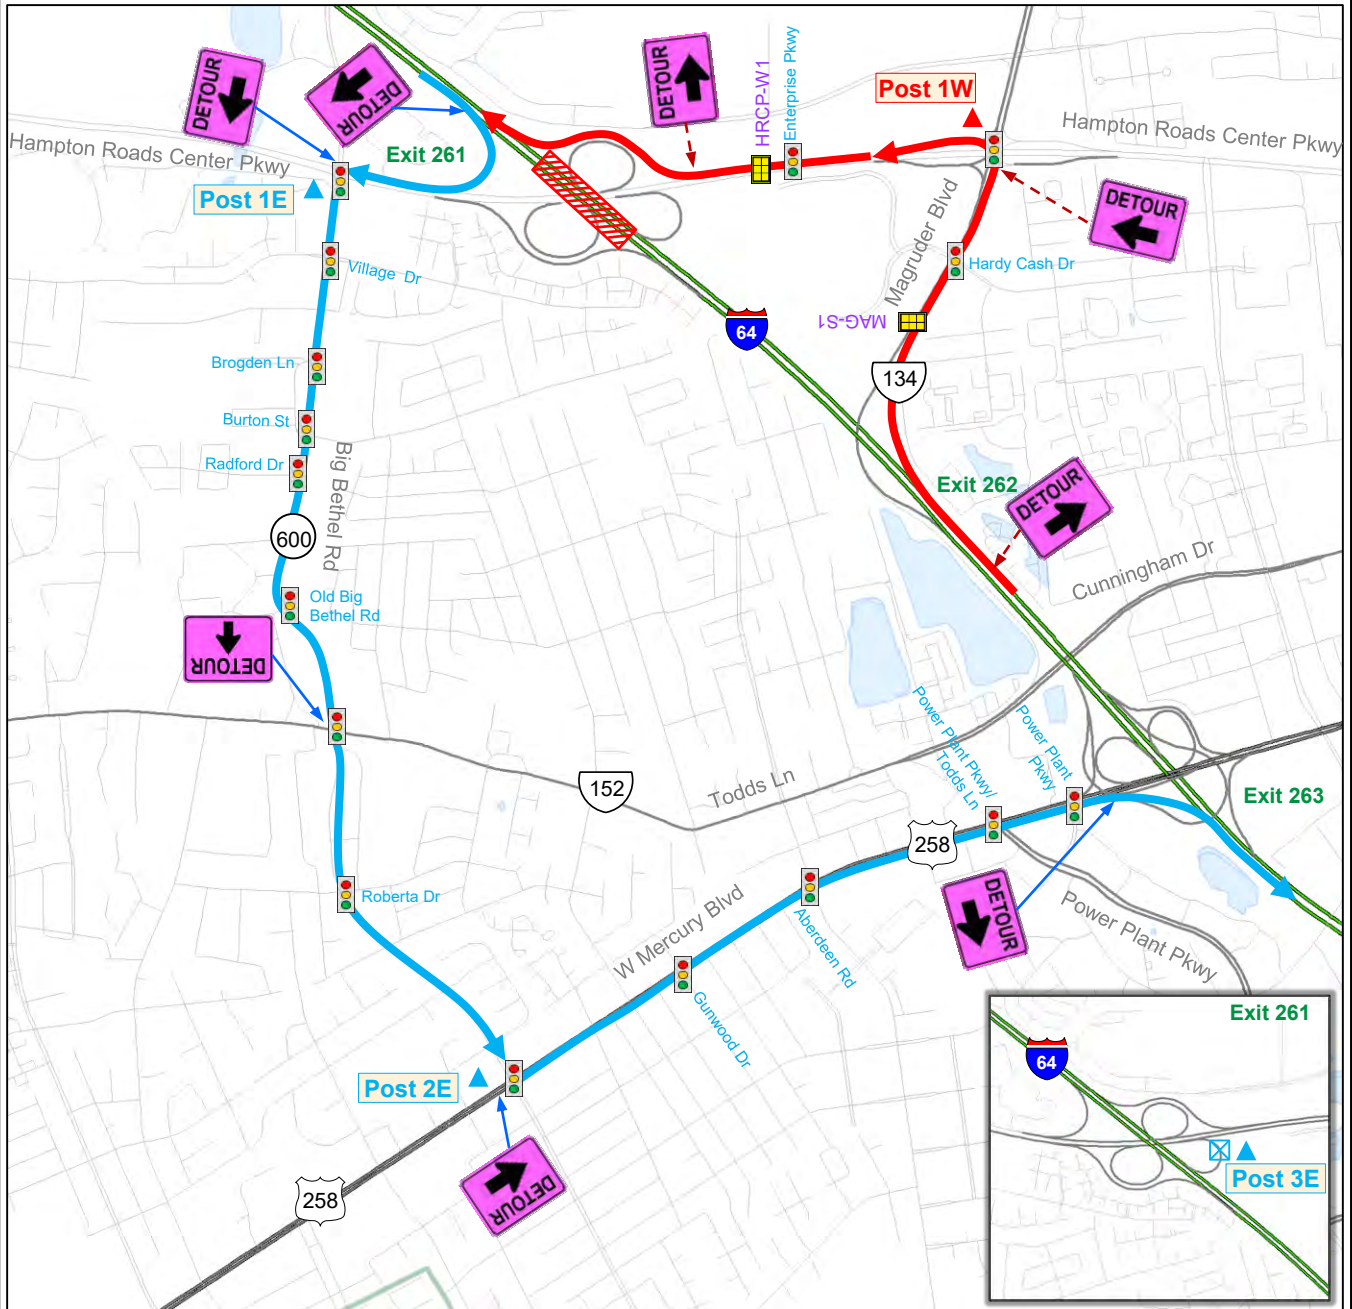 DETOUR
DETOUR
DETOUR
HRCP-W1
Enterprise Pkwy
Post 1W
Hampton Roads Center Pkwy
Hampton Roads Center Pkwy
Exit 261
Post 1E
DETOUR
Magruder Blvd
Village Dr
Hardy Cash Dr
MAG-S1
64
Brogden Ln
134
Burton St
Radford Dr
Big Bethel Rd
Exit 262
DETOUR
600
Cunningham Dr
Old Big
Bethel Rd
DETOUR
Power Plant Pkwy/
Todds Ln
Power Plant
Pkwy
152
Todds Ln
Exit 263
258
Roberta Dr
W Mercury Blvd
Aberdeen Rd
DETOUR
Power Plant Pkwy
Gunwood Dr
Exit 261
64
Post 2E
Post 3E
DETOUR
258